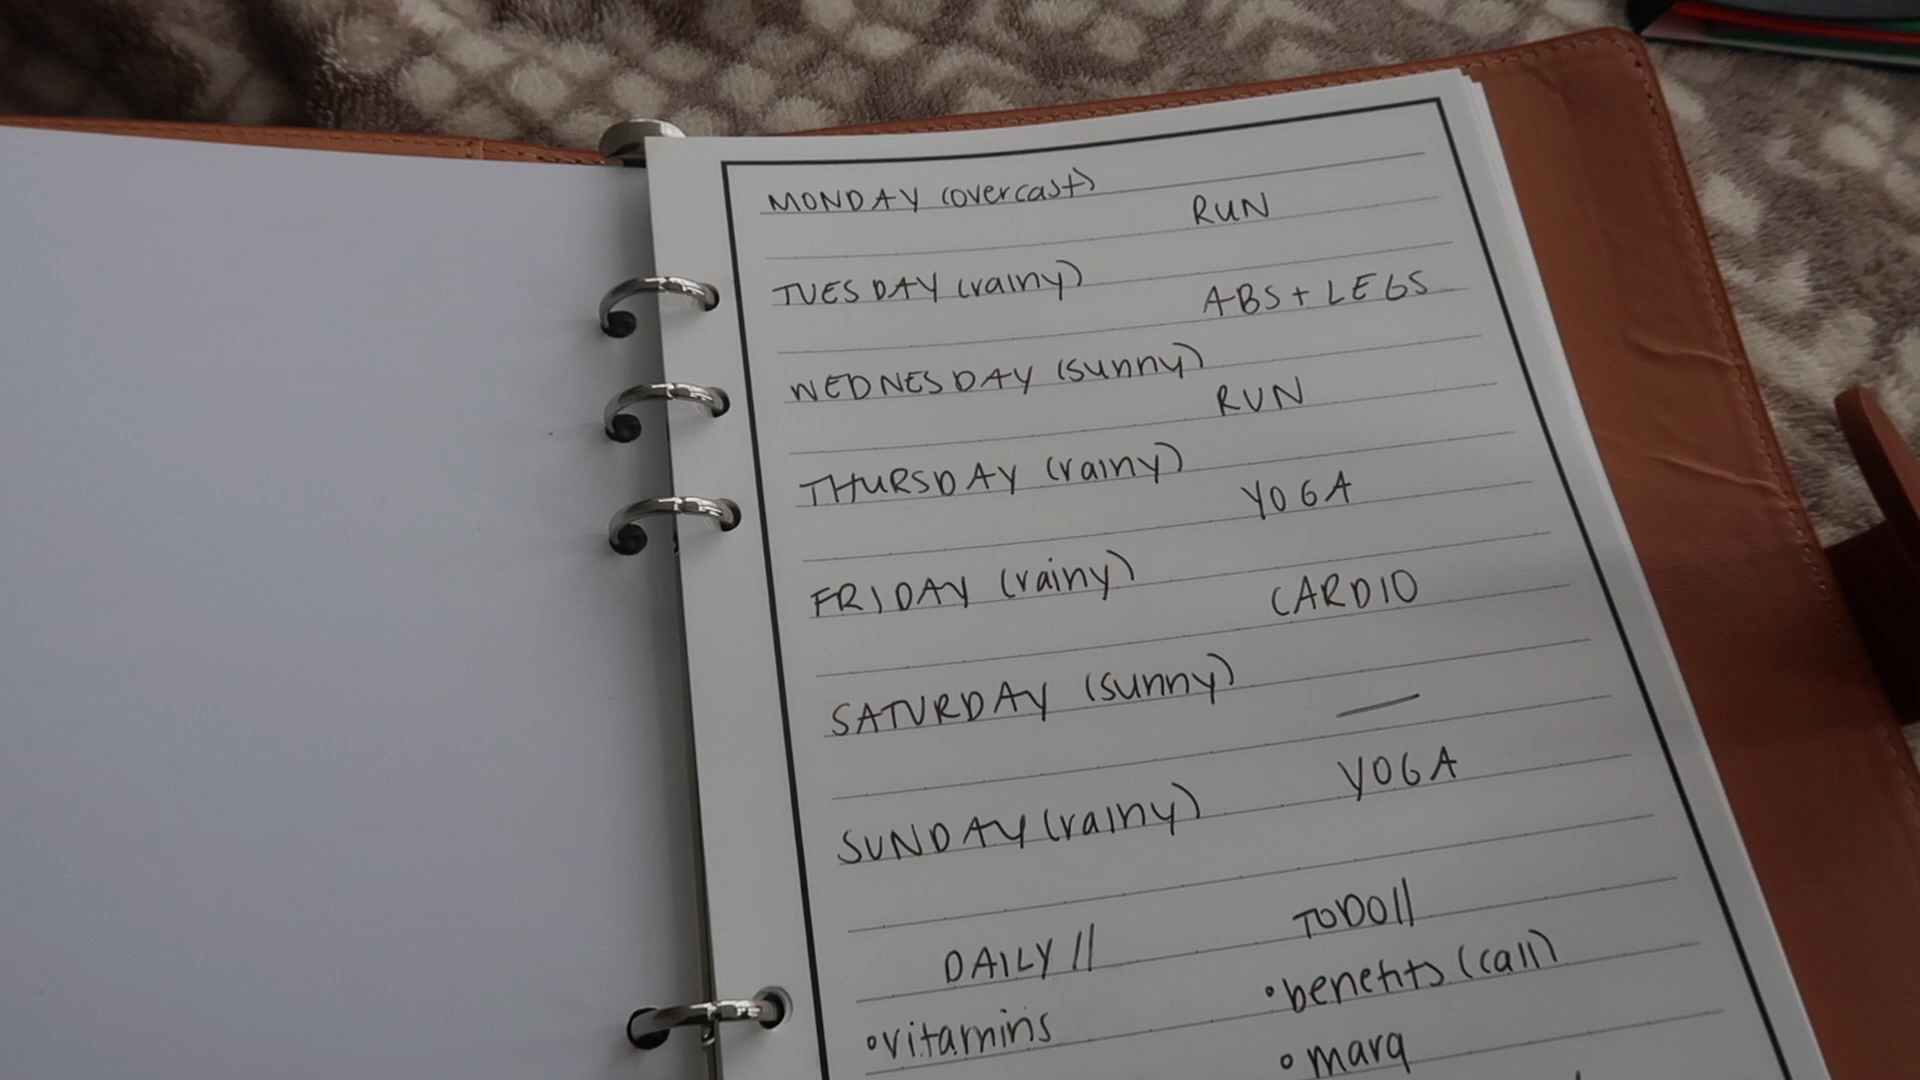 MONDAY (overcast)
RUN
TUESDAY (rainy)
ABS + LEGS
WEDNESDAY (sunny)
RUN
THURSDAY (rainy)
YOGA
FRIDAY (rainy)
CARDIO
SATURDAY (sunny)
—
YOGA
SUNDAY (rainy)
DAILY //
TODO//
• vitamins
• benefits (call)
• marq